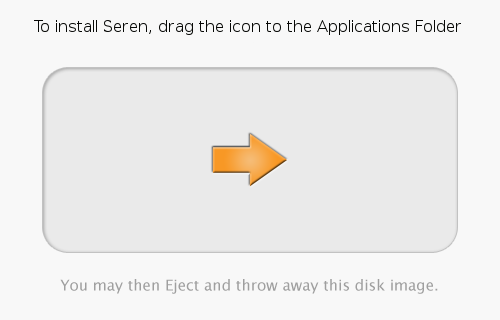 To install Seren, drag the icon to the Applications Folder
You may then Eject and throw away this disk image.